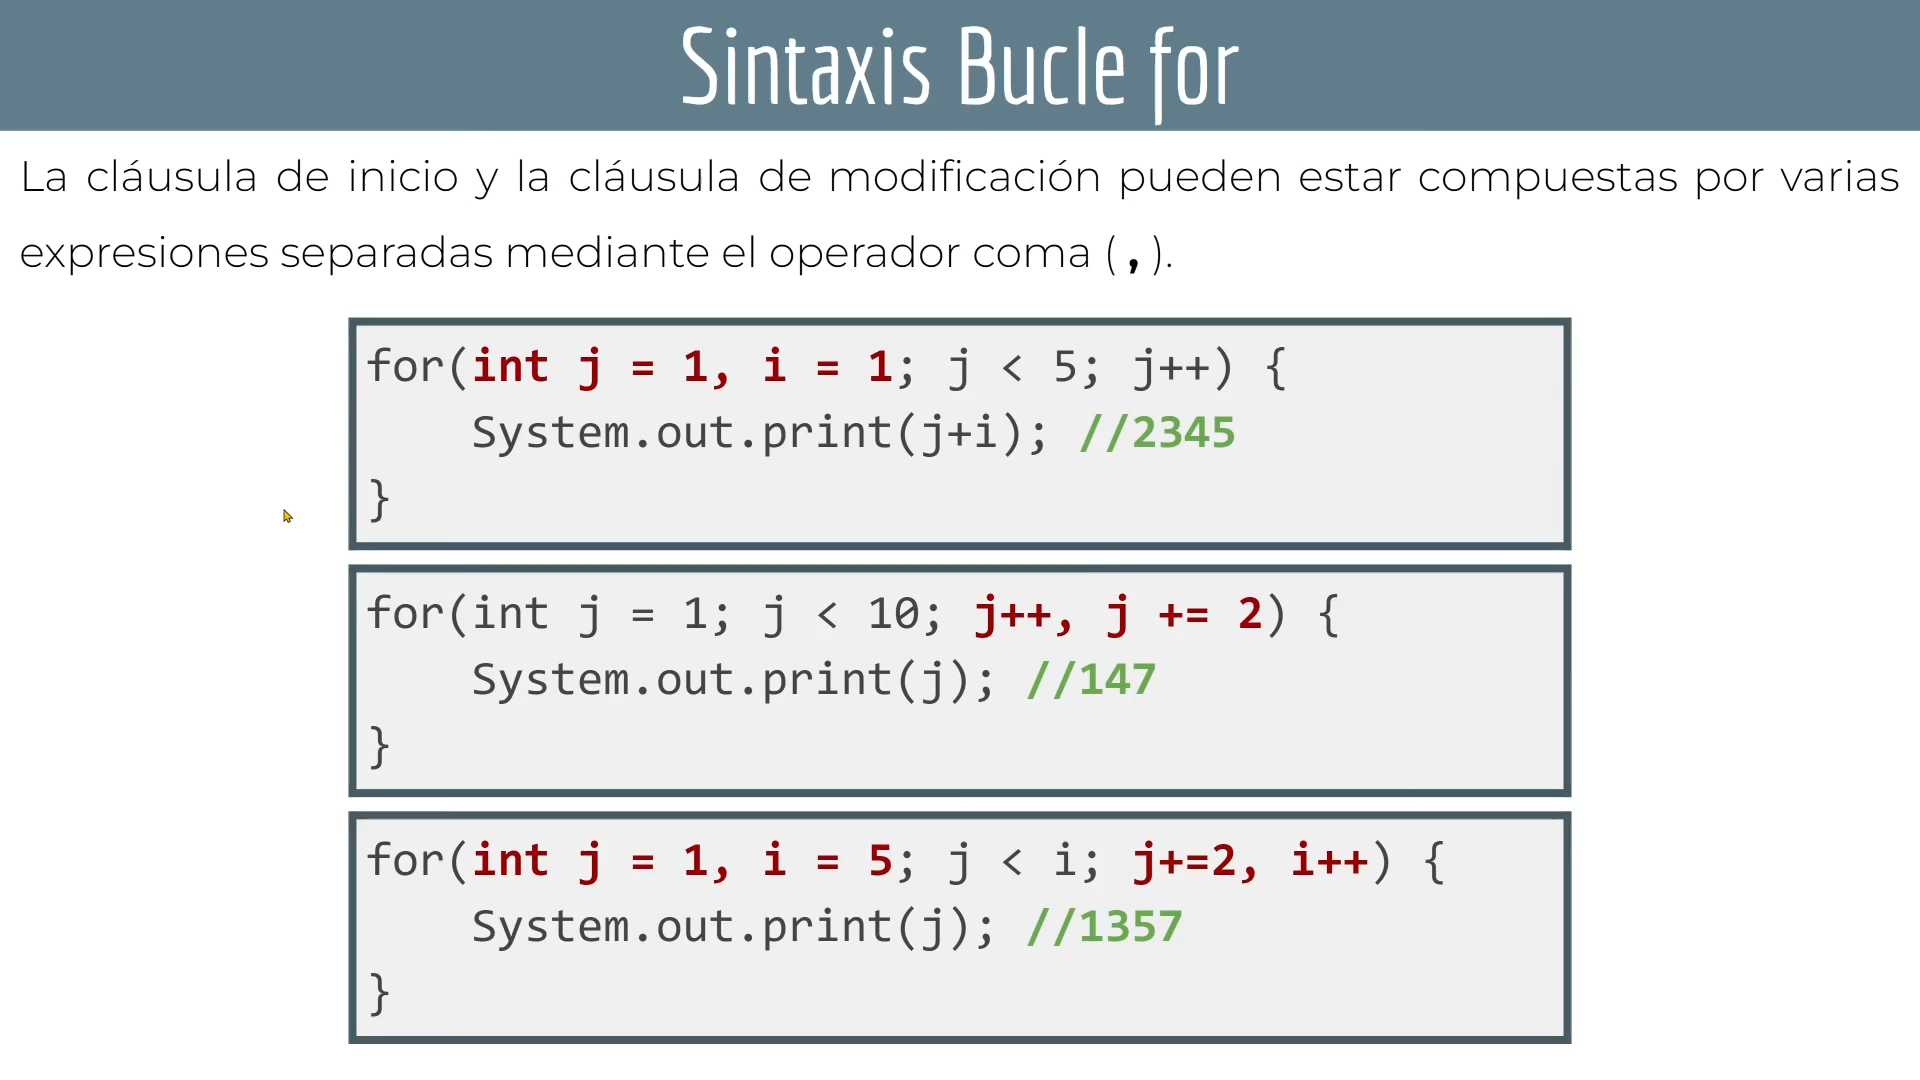 Sintaxis Bucle for
La cláusula de inicio y la cláusula de modificación pueden estar compuestas por varias
expresiones separadas mediante el operador coma (,).
for(int j = 1, i = 1; j < 5; j++) {
    System.out.print(j+i); //2345
}
for(int j = 1; j < 10; j++, j += 2) {
    System.out.print(j); //147
}
for(int j = 1, i = 5; j < i; j+=2, i++) {
    System.out.print(j); //1357
}